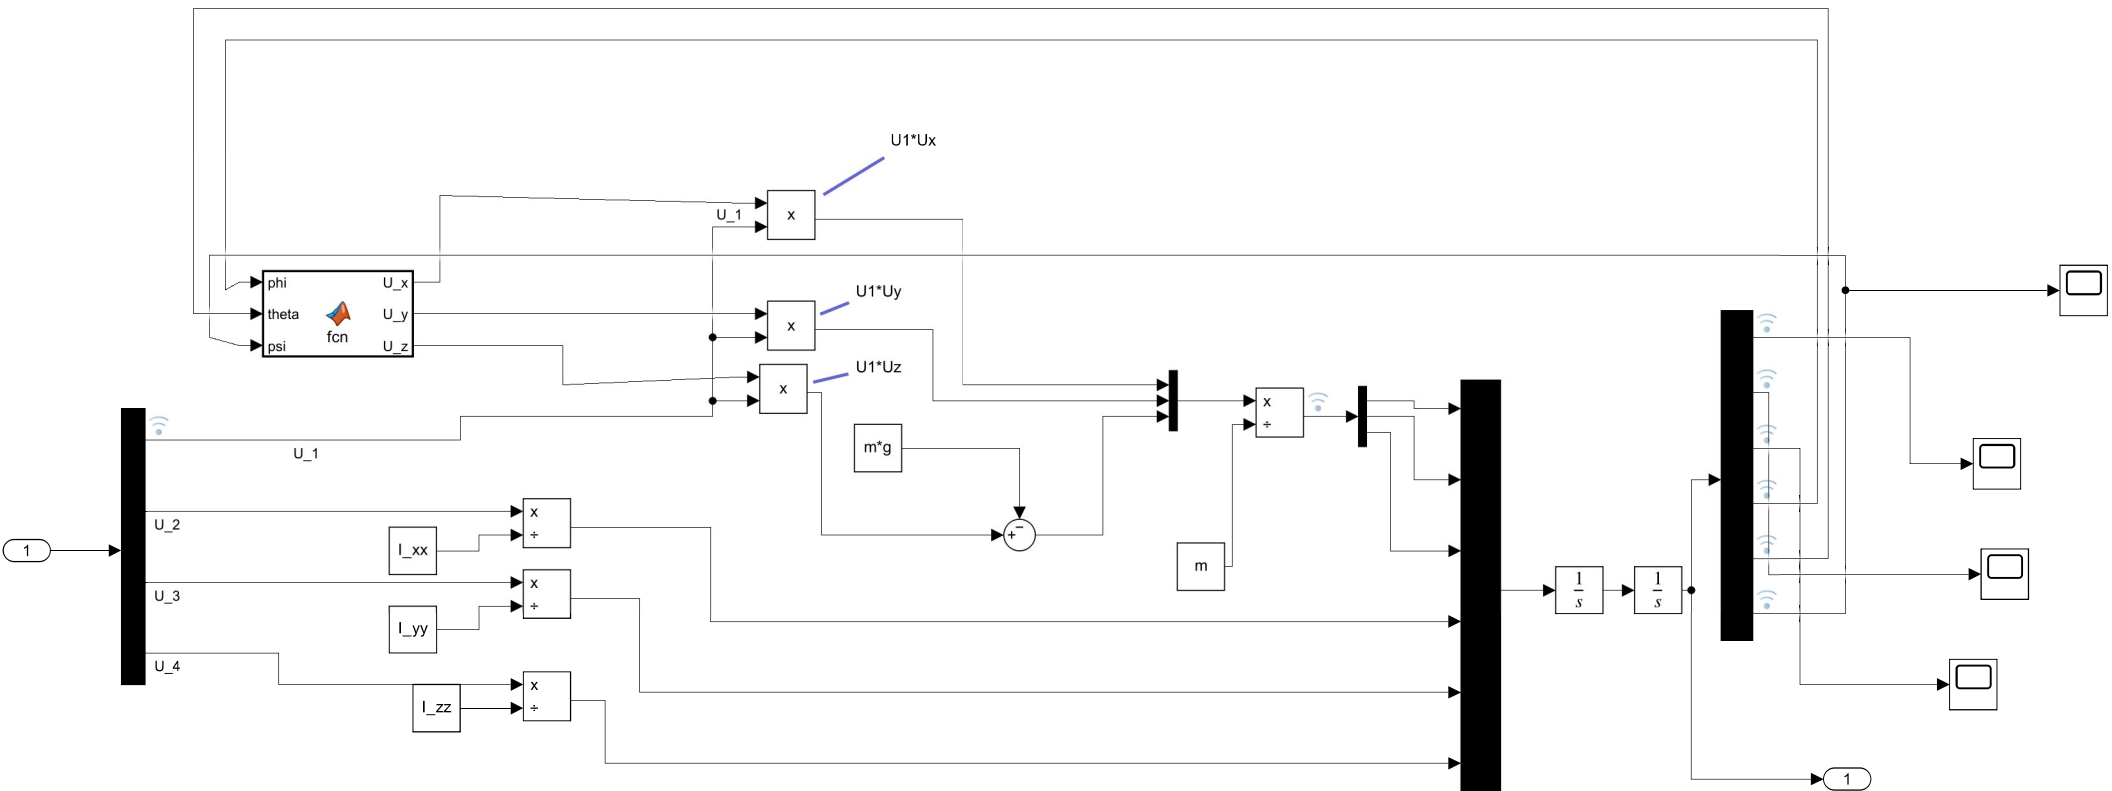 U1*Ux
x
U_1
phi
U_x
U1*Uy
theta
U_y
x
fcn
psi
U_z
U1*Uz
x
x
÷
m*g
U_1
x
÷
U_2
−
+
I_xx
1
m
x
÷
U_3
1
s
1
s
I_yy
U_4
x
÷
I_zz
1